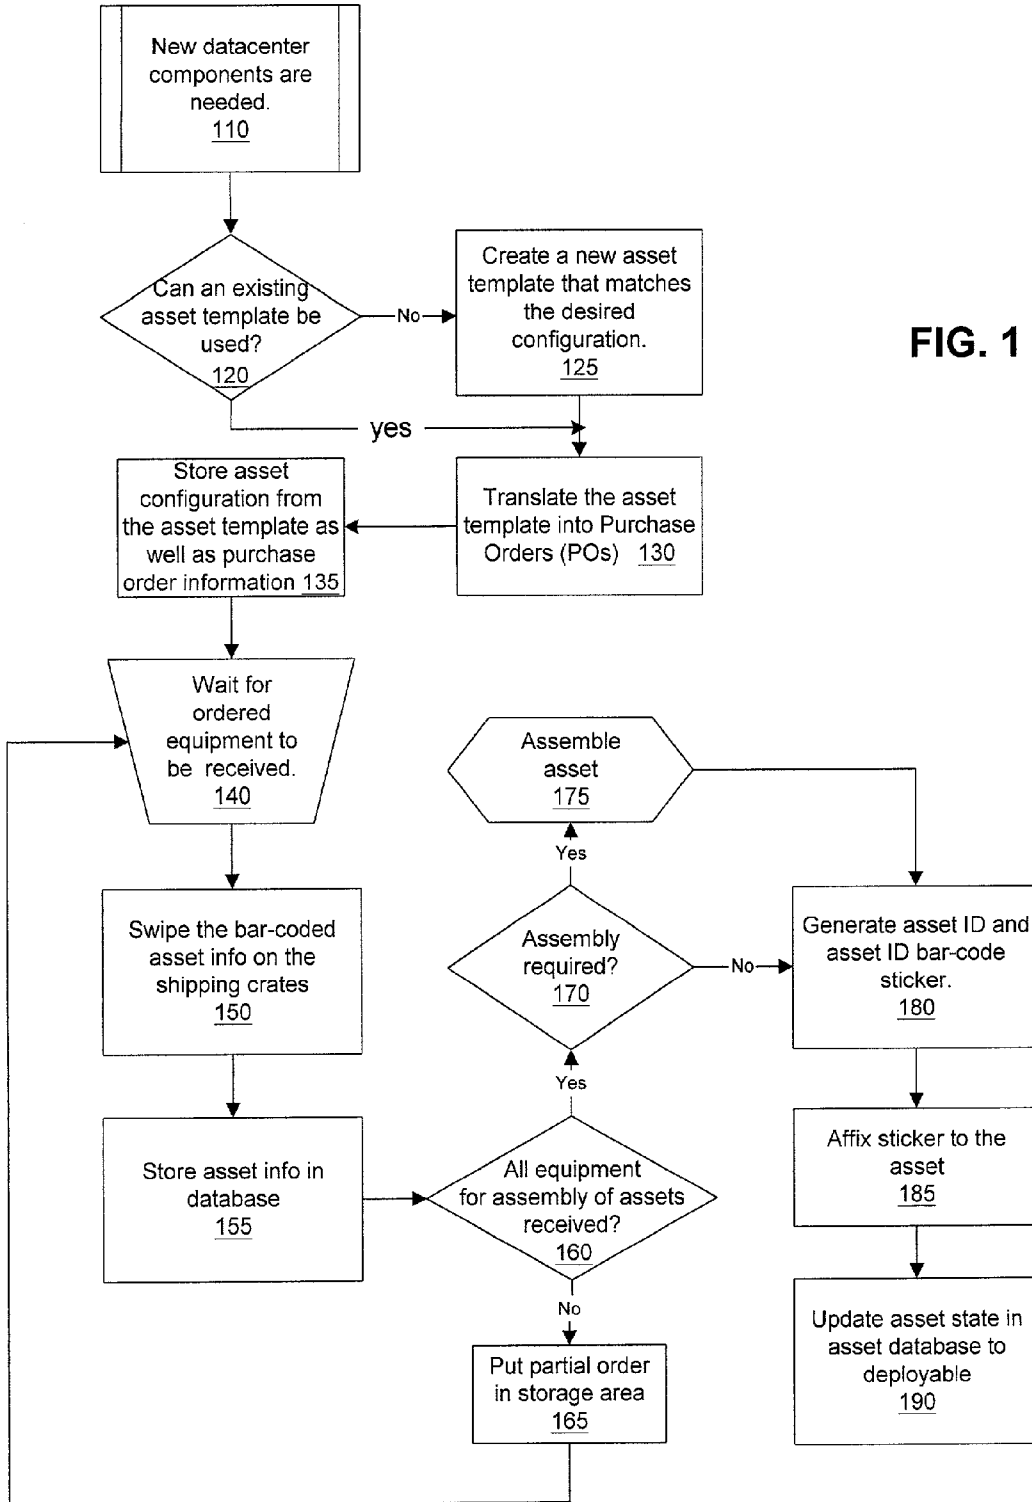 New datacenter
components are
needed.
110
Can an existing
asset template be
used?
120
No
Create a new asset
template that matches
the desired
configuration.
125
FIG. 1
yes
Store asset
configuration from
the asset template as
well as purchase
order information 135
Translate the asset
template into Purchase
Orders (POs) 130
Wait for
ordered
equipment to
be received.
140
Assemble
asset
175
Yes
Swipe the bar-coded
asset info on the
shipping crates
150
Assembly
required?
170
No
Generate asset ID and
asset ID bar-code
sticker.
180
Yes
Store asset info in
database
155
All equipment
for assembly of assets
received?
160
Affix sticker to the
asset
185
No
Put partial order
in storage area
165
Update asset state in
asset database to
deployable
190